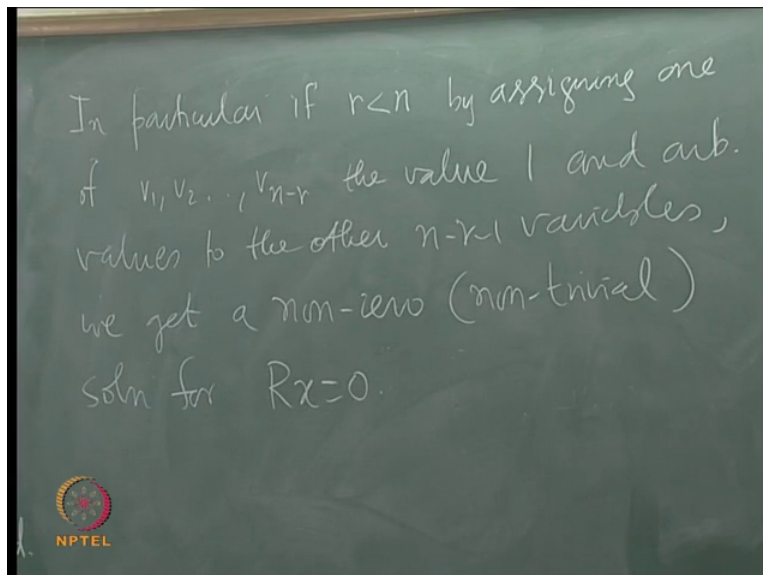 In particular if r<n by assigning one
of v₁, v₂ .., vₙ₋ᵣ the value 1 and arb.
values to the other n-r-1 variables,
we get a non-zero (non-trivial)
soln for Rx=0.
d.
NPTEL